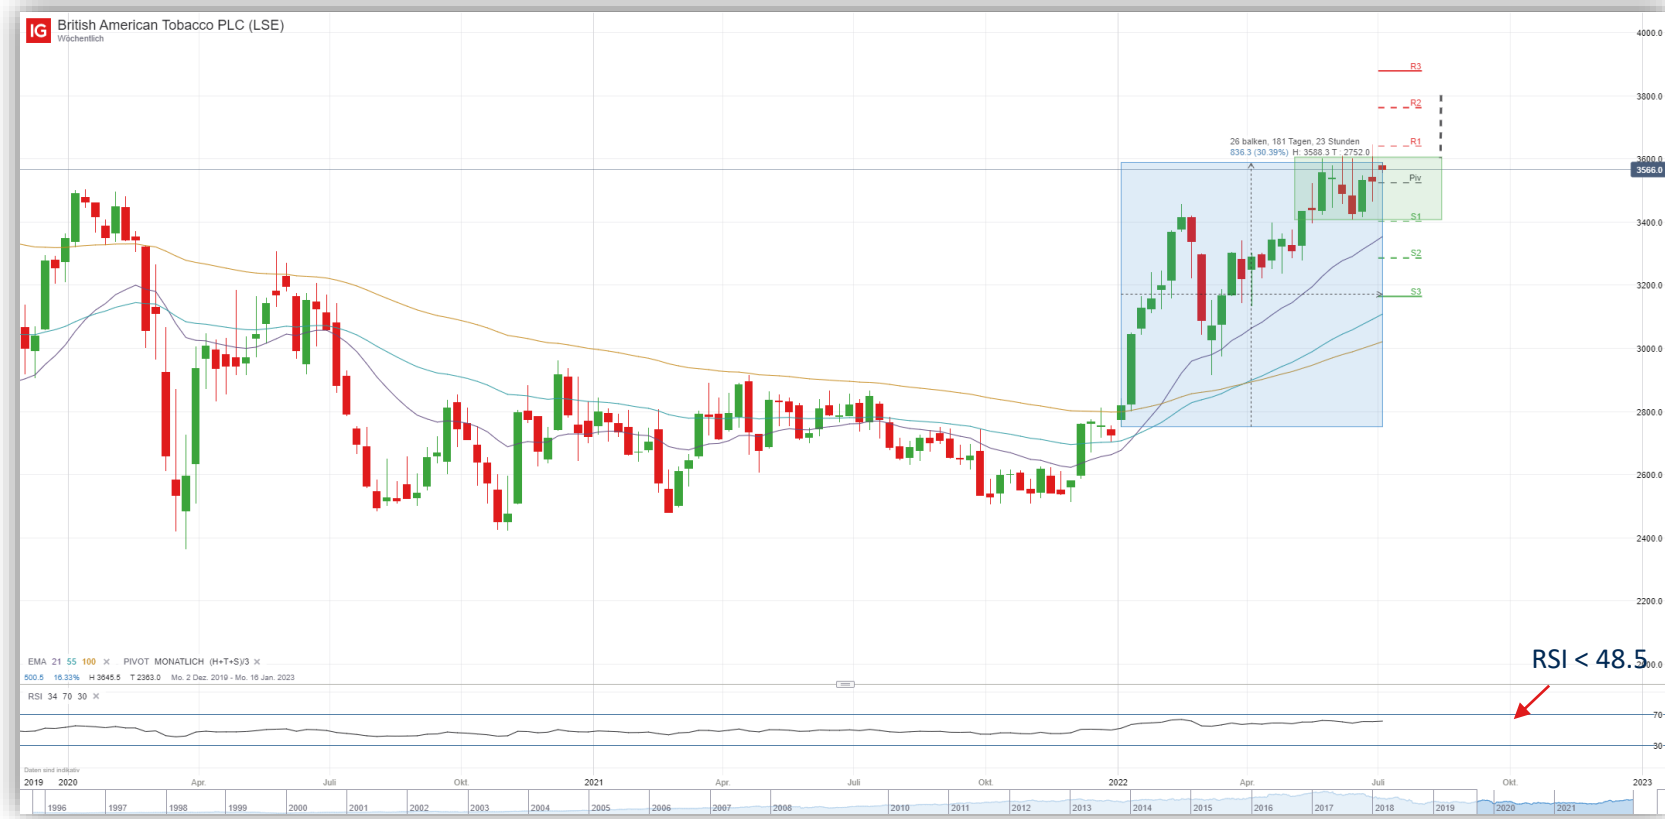 IG British American Tobacco PLC (LSE)
Wöchentlich
4000.0
R3
R2
3800.0
26 balken, 181 Tagen, 23 Stunden
R1
836.3 (30.39%) H: 3588.3 T : 2752.0
3600.0
3566.0
Piv
S1
3400.0
S2
S3
3200.0
3000.0
2800.0
2600.0
2400.0
2200.0
RSI < 48.5
EMA 21 55 100 × PIVOT MONATLICH (H+T+S)/3 ×
500.5 16.33% H 3645.5 T 2363.0 Mo. 2 Dez. 2019 - Mo. 16 Jan. 2023
RSI 34 70 30 ×
70
30
Daten sind indikativ
2019 2020 Apr. Juli Okt. 2021 Apr. Juli Okt. 2022 Apr. Juli Okt. 2023
1996 1997 1998 1999 2000 2001 2002 2003 2004 2005 2006 2007 2008 2010 2011 2012 2013 2014 2015 2016 2017 2018 2019 2020 2021